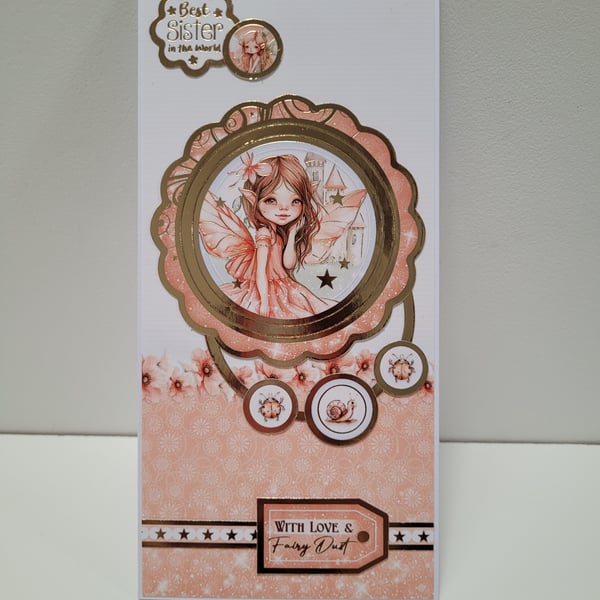 Best
Sister
in the World
With Love &
Fairy Dust